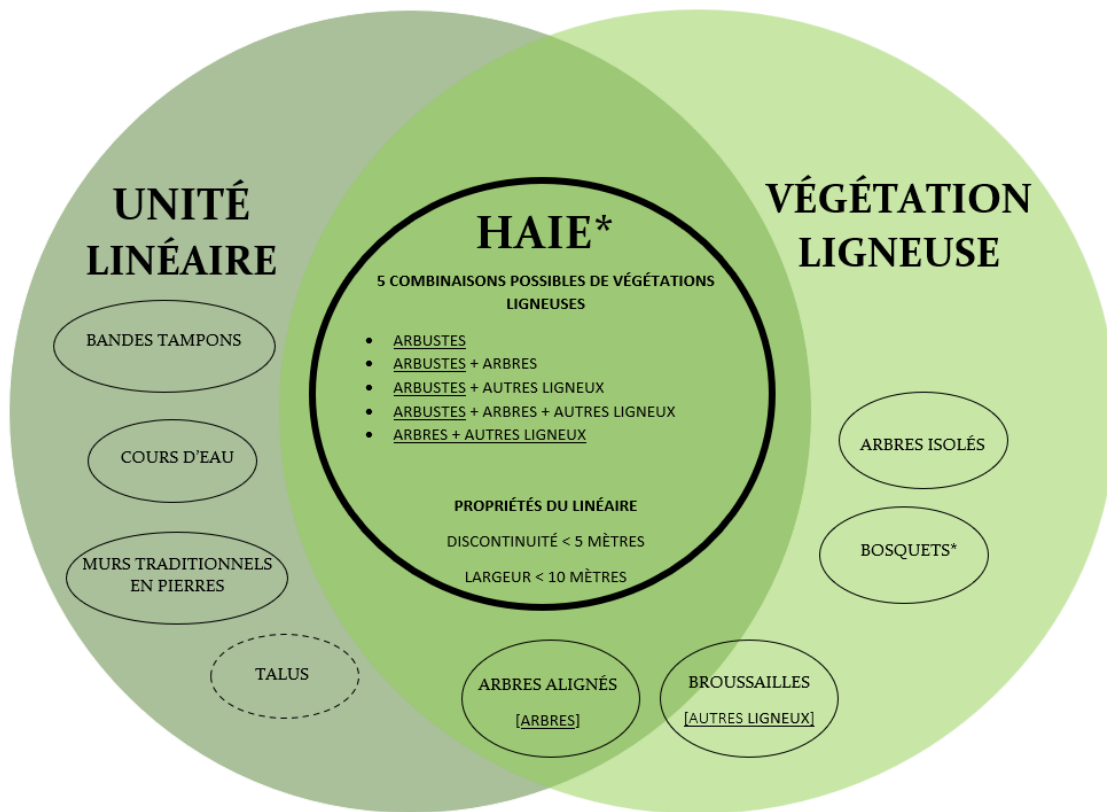 UNITÉ
LINÉAIRE
BANDES TAMPONS
COURS D'EAU
MURS TRADITIONNELS
EN PIERRES
TALUS
HAIE*
5 COMBINAISONS POSSIBLES DE VÉGÉTATIONS
LIGNEUSES
• ARBUSTES
• ARBUSTES + ARBRES
• ARBUSTES + AUTRES LIGNEUX
• ARBUSTES + ARBRES + AUTRES LIGNEUX
• ARBRES + AUTRES LIGNEUX
PROPRIÉTÉS DU LINÉAIRE
DISCONTINUITÉ < 5 MÈTRES
LARGEUR < 10 MÈTRES
ARBRES ALIGNÉS
[ARBRES]
BROUSSAILLES
[AUTRES LIGNEUX]
VÉGÉTATION
LIGNEUSE
ARBRES ISOLÉS
BOSQUETS*